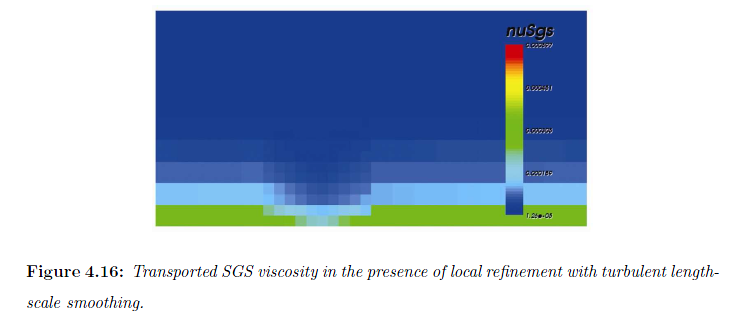 nuSgs
Figure 4.16: Transported SGS viscosity in the presence of local refinement with turbulent length-
scale smoothing.